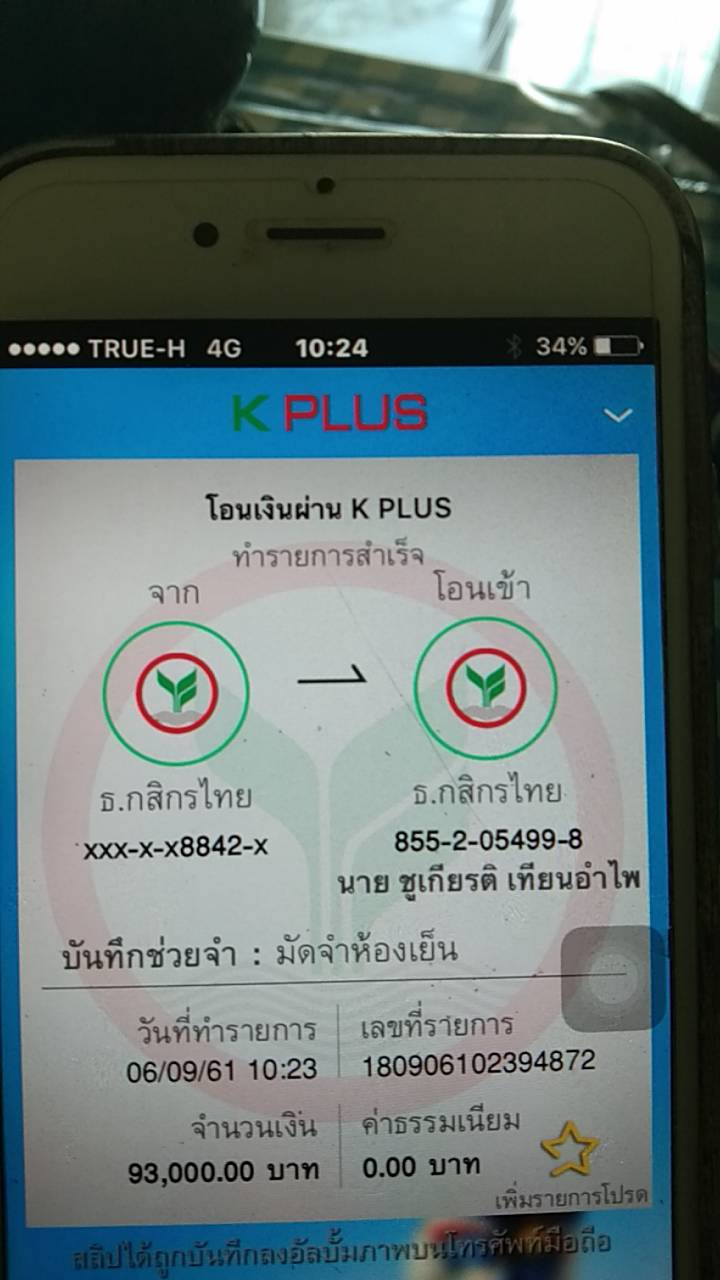 TRUE-H 4G 10:24 34%
K PLUS
โอนเงินผ่าน K PLUS
ทำรายการสำเร็จ
จาก โอนเข้า
ธ.กสิกรไทย ธ.กสิกรไทย
xxx-x-x8842-x 855-2-05499-8
นาย ชูเกียรติ เทียนอำไพ
บันทึกช่วยจำ : มัดจำห้องเย็น
วันที่ทำรายการ เลขที่รายการ
06/09/61 10:23 180906102394872
จำนวนเงิน ค่าธรรมเนียม
93,000.00 บาท 0.00 บาท
เพิ่มรายการโปรด
สลิปได้ถูกบันทึกลงอัลบั้มภาพบนโทรศัพท์มือถือ